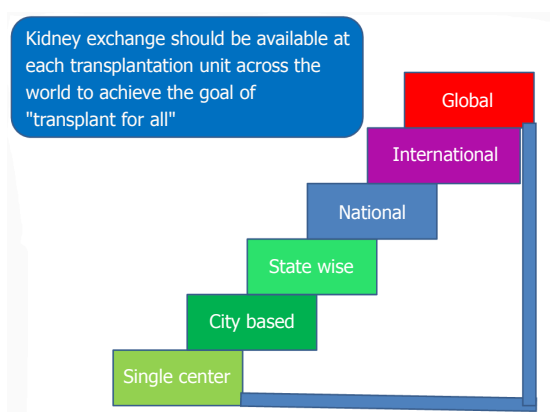 Kidney exchange should be available at
each transplantation unit across the
world to achieve the goal of
"transplant for all"
Global
International
National
State wise
City based
Single center